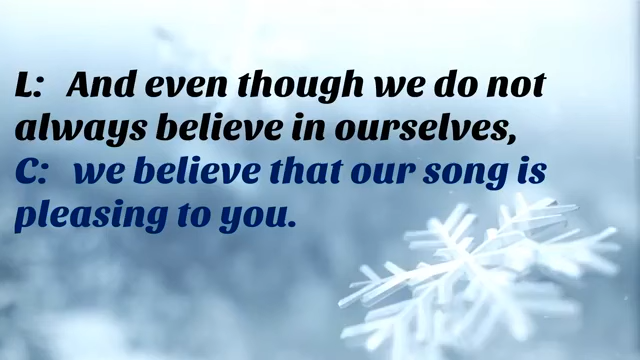 L: And even though we do not
always believe in ourselves,
C: we believe that our song is
pleasing to you.